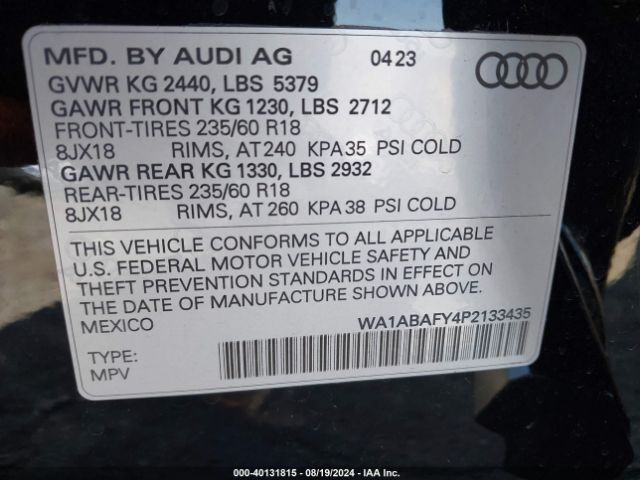 MFD. BY AUDI AG 04 23
GVWR KG 2440, LBS 5379
GAWR FRONT KG 1230, LBS 2712
FRONT-TIRES 235/60 R18
8JX18 RIMS, AT 240 KPA 35 PSI COLD
GAWR REAR KG 1330, LBS 2932
REAR-TIRES 235/60 R18
8JX18 RIMS, AT 260 KPA 38 PSI COLD
THIS VEHICLE CONFORMS TO ALL APPLICABLE
U.S. FEDERAL MOTOR VEHICLE SAFETY AND
THEFT PREVENTION STANDARDS IN EFFECT ON
THE DATE OF MANUFACTURE SHOWN ABOVE.
MEXICO WA1ABAFY4P2133435
TYPE:
MPV
000-40131815 - 08/19/2024 - IAA Inc.